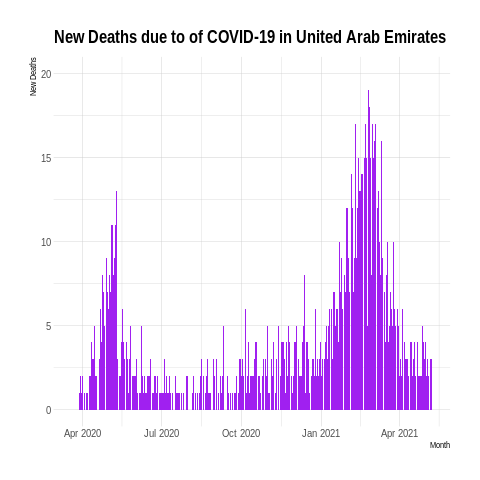 New Deaths due to of COVID-19 in United Arab Emirates
New Deaths
20
15
10
5
0
Apr 2020 Jul 2020 Oct 2020 Jan 2021 Apr 2021
Month